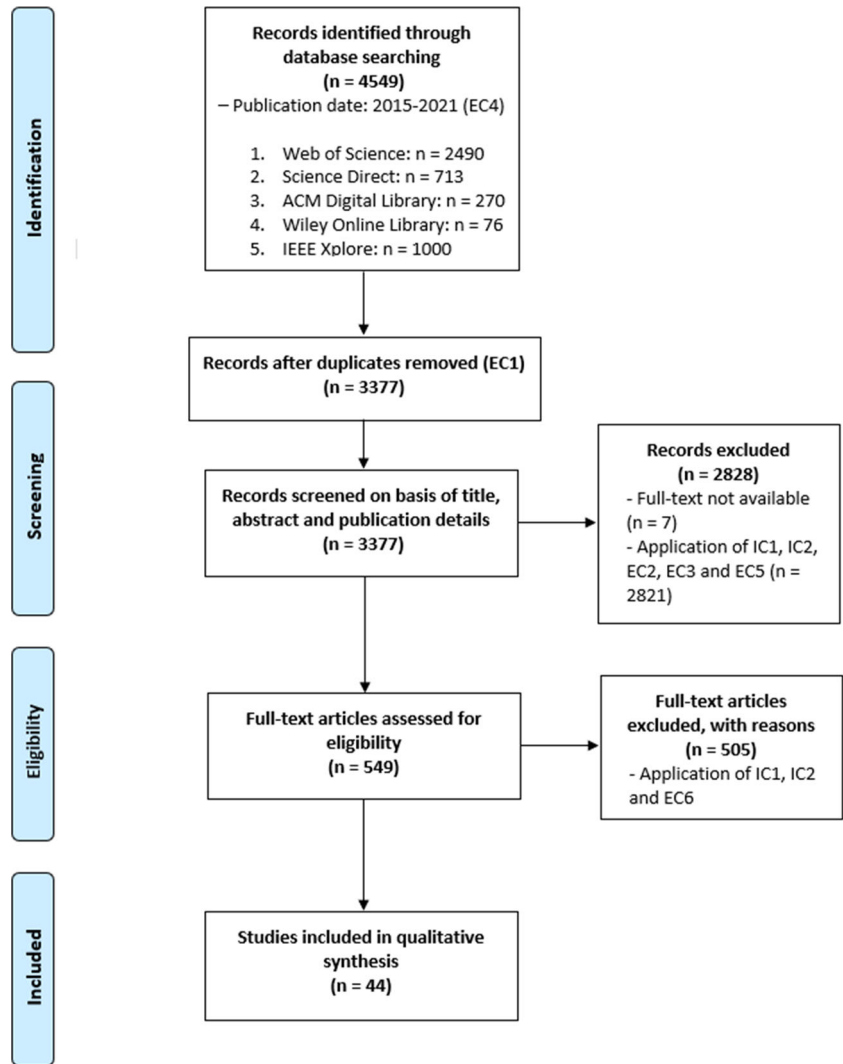 Identification
Records identified through
database searching
(n = 4549)
– Publication date: 2015-2021 (EC4)
1. Web of Science: n = 2490
2. Science Direct: n = 713
3. ACM Digital Library: n = 270
4. Wiley Online Library: n = 76
5. IEEE Xplore: n = 1000
Records after duplicates removed (EC1)
(n = 3377)
Screening
Records screened on basis of title,
abstract and publication details
(n = 3377)
Records excluded
(n = 2828)
- Full-text not available
(n = 7)
- Application of IC1, IC2,
EC2, EC3 and EC5 (n =
2821)
Eligibility
Full-text articles assessed for
eligibility
(n = 549)
Full-text articles
excluded, with reasons
(n = 505)
- Application of IC1, IC2
and EC6
Included
Studies included in qualitative
synthesis
(n = 44)